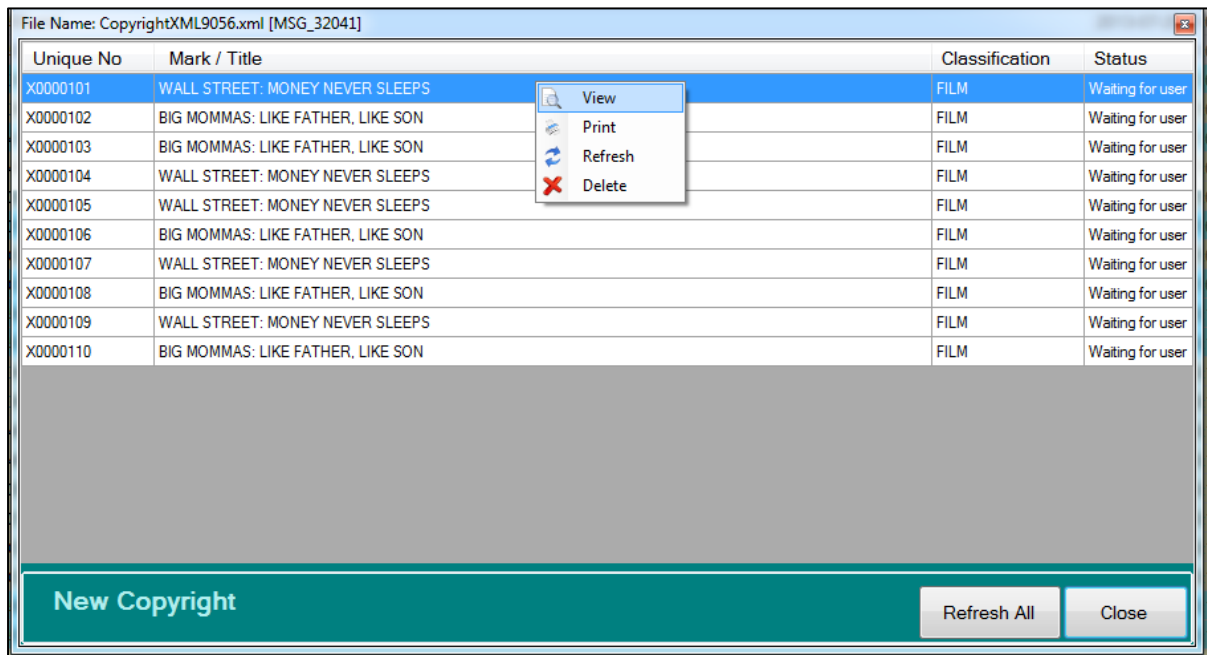 File Name: CopyrightXML9056.xml [MSG_32041]
Unique No Mark / Title Classification Status
X0000101 WALL STREET: MONEY NEVER SLEEPS FILM Waiting for user
View
X0000102 BIG MOMMAS: LIKE FATHER, LIKE SON FILM Waiting for user
Print
X0000103 BIG MOMMAS: LIKE FATHER, LIKE SON FILM Waiting for user
Refresh
X0000104 WALL STREET: MONEY NEVER SLEEPS FILM Waiting for user
Delete
X0000105 WALL STREET: MONEY NEVER SLEEPS FILM Waiting for user
X0000106 BIG MOMMAS: LIKE FATHER, LIKE SON FILM Waiting for user
X0000107 WALL STREET: MONEY NEVER SLEEPS FILM Waiting for user
X0000108 BIG MOMMAS: LIKE FATHER, LIKE SON FILM Waiting for user
X0000109 WALL STREET: MONEY NEVER SLEEPS FILM Waiting for user
X0000110 BIG MOMMAS: LIKE FATHER, LIKE SON FILM Waiting for user
New Copyright
Refresh All Close